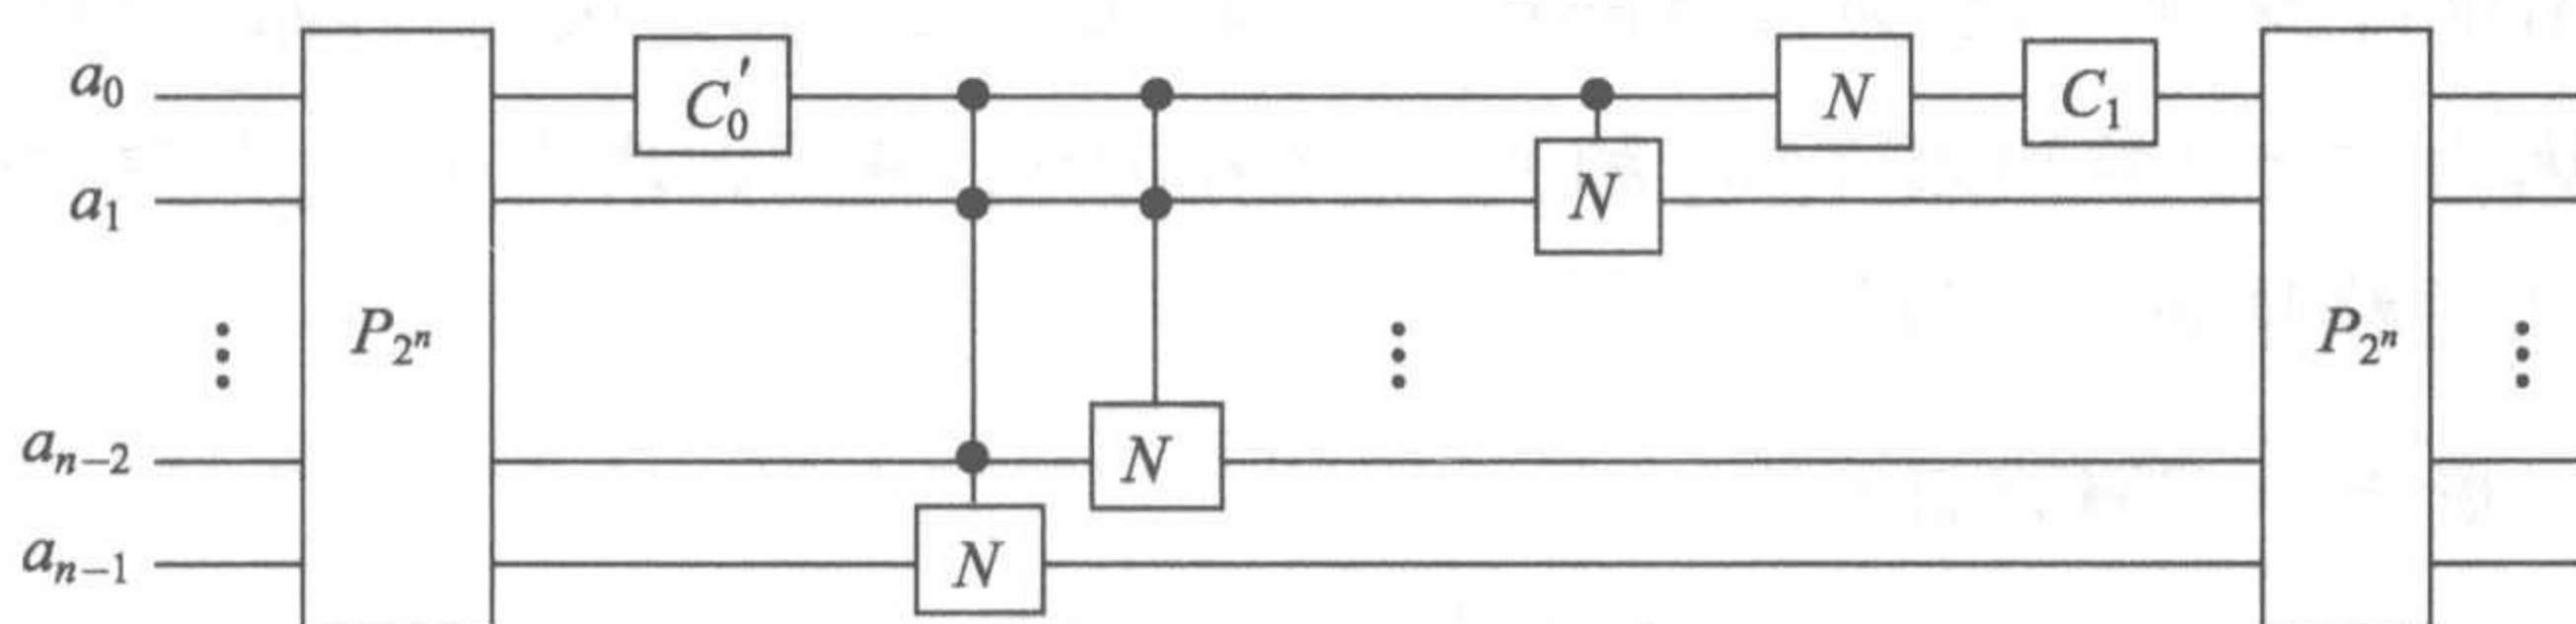 a₀ C₀′ N C₁
a₁ N
⋮ P₂ⁿ ⋮ P₂ⁿ ⋮
aₙ₋₂ N
aₙ₋₁ N